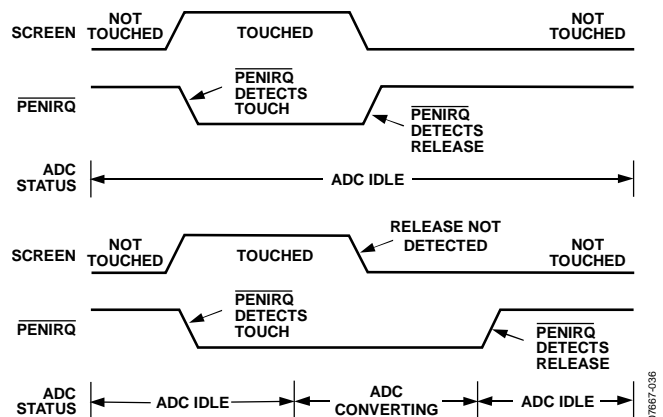 SCREEN
NOT
TOUCHED
TOUCHED
NOT
TOUCHED
PENIRQ
PENIRQ
DETECTS
TOUCH
PENIRQ
DETECTS
RELEASE
ADC
STATUS
ADC IDLE
SCREEN
NOT
TOUCHED
TOUCHED
RELEASE NOT
DETECTED
NOT
TOUCHED
PENIRQ
PENIRQ
DETECTS
TOUCH
PENIRQ
DETECTS
RELEASE
ADC
STATUS
ADC IDLE
ADC
CONVERTING
ADC IDLE